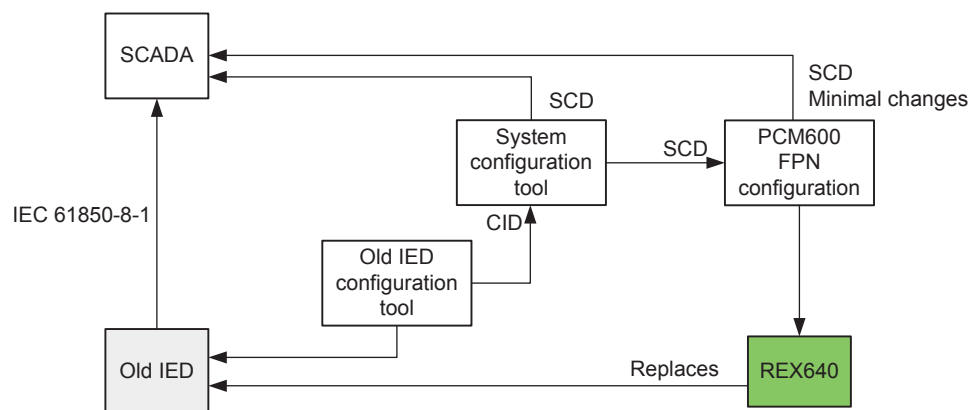 SCADA
SCD
Minimal changes
SCD
System
configuration
tool
SCD
PCM600
FPN
configuration
IEC 61850-8-1
CID
Old IED
configuration
tool
Old IED
Replaces
REX640